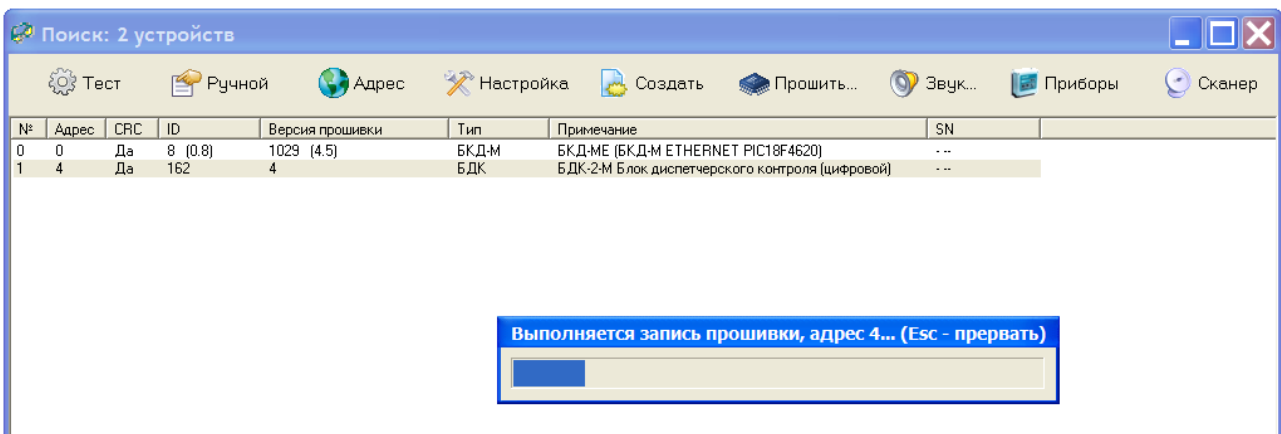 Поиск: 2 устройств
Тест Ручной Адрес Настройка Создать Прошить... Звук... Приборы Сканер
№ Адрес CRC ID Версия прошивки Тип Примечание SN
0 0 Да 8 (0.8) 1029 (4.5) БКД-М БКД-МЕ (БКД-М ETHERNET PIC18F4620) - --
1 4 Да 162 4 БДК БДК-2-М Блок диспетчерского контроля (цифровой) - --
Выполняется запись прошивки, адрес 4... (Esc - прервать)